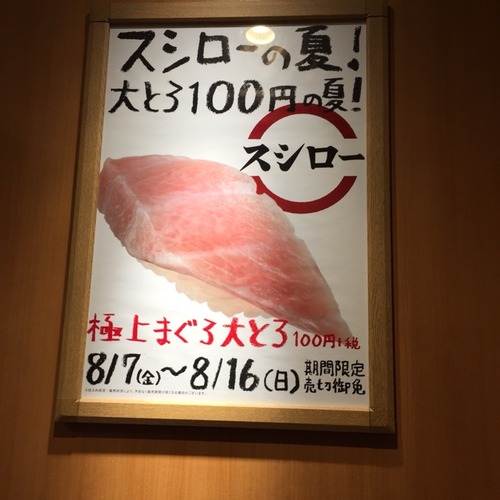 スシローの夏!
大とろ100円の夏!
スシロー
極上まぐろ大とろ100円+税
8/7(金)～8/16(日)
期間限定
売切御免